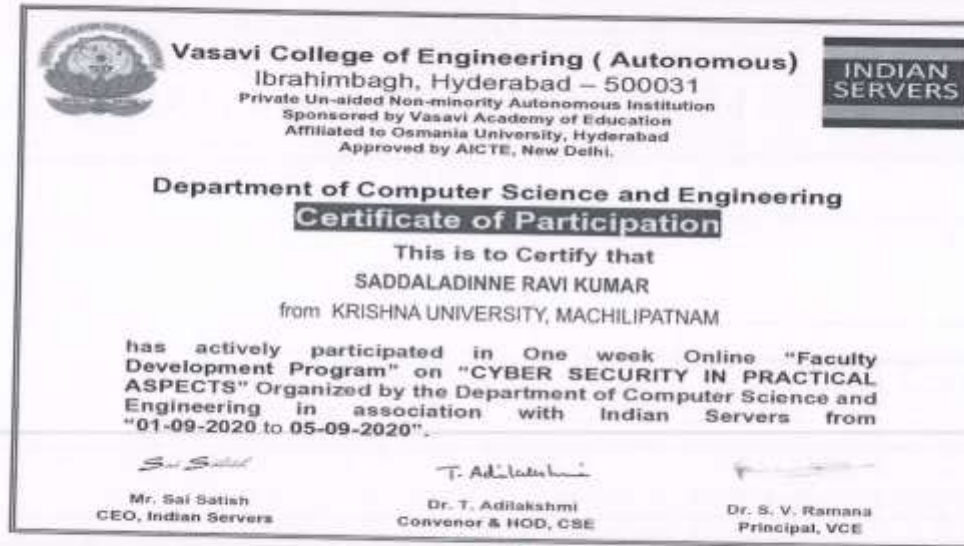 Vasavi College of Engineering ( Autonomous)
Ibrahimbagh, Hyderabad – 500031
Private Un-aided Non-minority Autonomous Institution
Sponsored by Vasavi Academy of Education
Affiliated to Osmania University, Hyderabad
Approved by AICTE, New Delhi.
INDIAN
SERVERS
Department of Computer Science and Engineering
Certificate of Participation
This is to Certify that
SADDALADINNE RAVI KUMAR
from KRISHNA UNIVERSITY, MACHILIPATNAM
has actively participated in One week Online "Faculty
Development Program" on "CYBER SECURITY IN PRACTICAL
ASPECTS" Organized by the Department of Computer Science and
Engineering in association with Indian Servers from
"01-09-2020 to 05-09-2020".
T. Adilakshmi
Mr. Sai Satish
CEO, Indian Servers
Dr. T. Adilakshmi
Convenor & HOD, CSE
Dr. S. V. Ramana
Principal, VCE